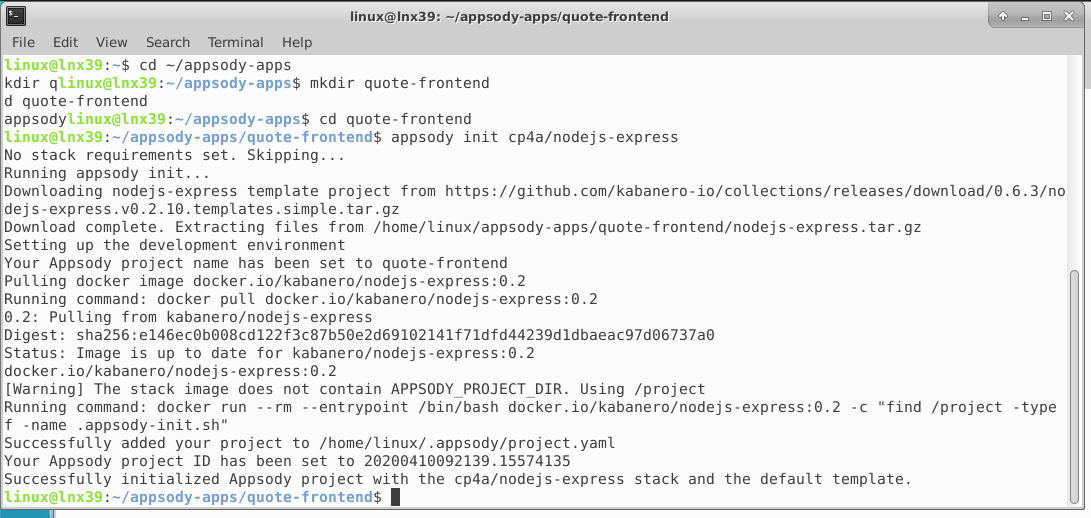 linux@lnx39: ~/appsody-apps/quote-frontend
File Edit View Search Terminal Help
linux@lnx39:~$ cd ~/appsody-apps
kdir qlinux@lnx39:~/appsody-apps$ mkdir quote-frontend
d quote-frontend
appsodylinux@lnx39:~/appsody-apps$ cd quote-frontend
linux@lnx39:~/appsody-apps/quote-frontend$ appsody init cp4a/nodejs-express
No stack requirements set. Skipping...
Running appsody init...
Downloading nodejs-express template project from https://github.com/kabanero-io/collections/releases/download/0.6.3/no
dejs-express.v0.2.10.templates.simple.tar.gz
Download complete. Extracting files from /home/linux/appsody-apps/quote-frontend/nodejs-express.tar.gz
Setting up the development environment
Your Appsody project name has been set to quote-frontend
Pulling docker image docker.io/kabanero/nodejs-express:0.2
Running command: docker pull docker.io/kabanero/nodejs-express:0.2
0.2: Pulling from kabanero/nodejs-express
Digest: sha256:e146ec0b008cd122f3c87b50e2d69102141f71dfd44239d1dbaeac97d06737a0
Status: Image is up to date for kabanero/nodejs-express:0.2
docker.io/kabanero/nodejs-express:0.2
[Warning] The stack image does not contain APPSODY_PROJECT_DIR. Using /project
Running command: docker run --rm --entrypoint /bin/bash docker.io/kabanero/nodejs-express:0.2 -c "find /project -type
f -name .appsody-init.sh"
Successfully added your project to /home/linux/.appsody/project.yaml
Your Appsody project ID has been set to 20200410092139.15574135
Successfully initialized Appsody project with the cp4a/nodejs-express stack and the default template.
linux@lnx39:~/appsody-apps/quote-frontend$